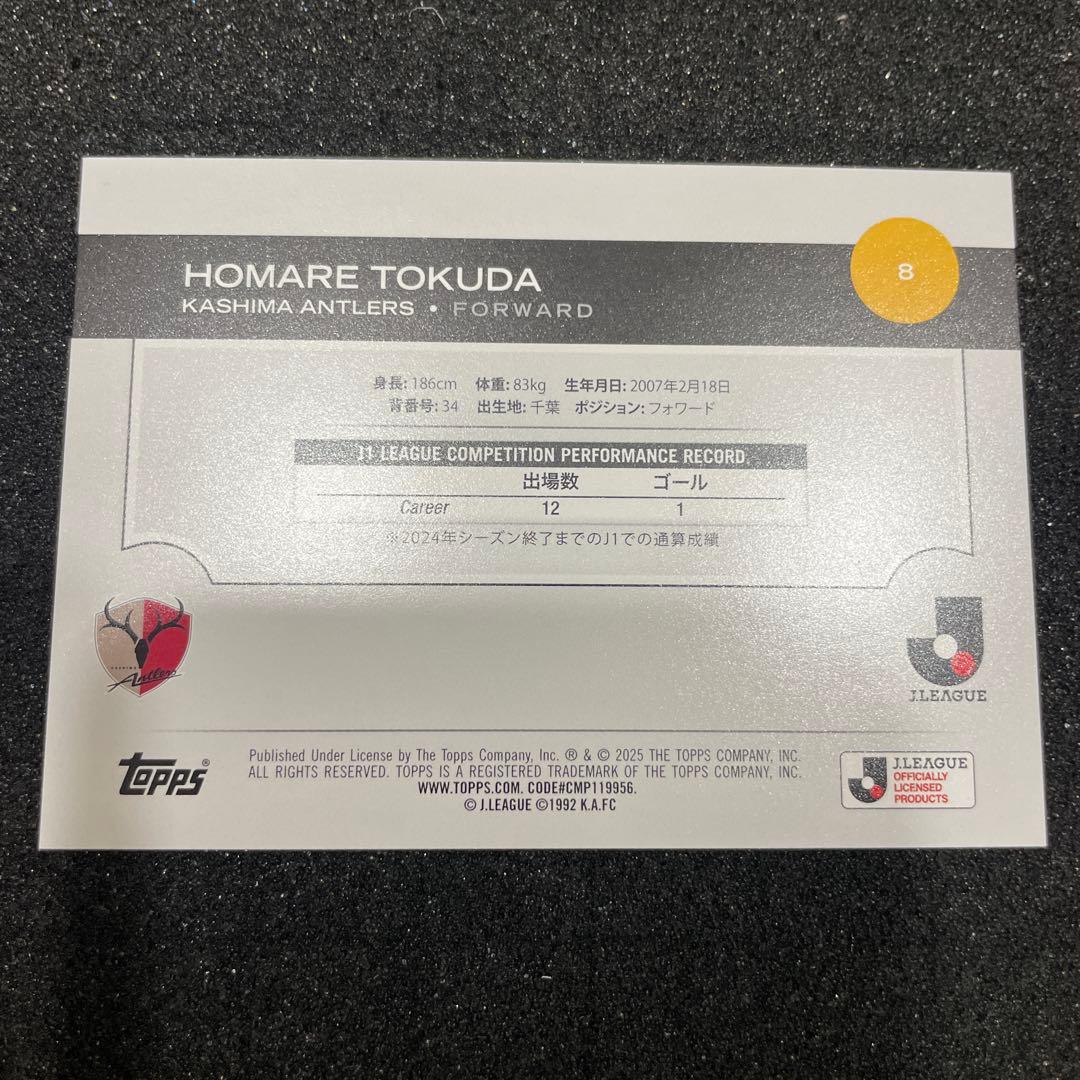 HOMARE TOKUDA
KASHIMA ANTLERS • FORWARD
8
身長: 186cm 体重: 83kg 生年月日: 2007年2月18日
背番号: 34 出生地: 千葉 ポジション: フォワード
J1 LEAGUE COMPETITION PERFORMANCE RECORD
出場数 ゴール
Career 12 1
※2024年シーズン終了までのJ1での通算成績
KASHIMA
Antlers
J.LEAGUE
TOPPS®
Published Under License by The Topps Company, Inc. ® & © 2025 THE TOPPS COMPANY, INC.
ALL RIGHTS RESERVED. TOPPS IS A REGISTERED TRADEMARK OF THE TOPPS COMPANY, INC.
WWW.TOPPS.COM. CODE#CMP119956.
© J.LEAGUE ©1992 K.A.FC
J.LEAGUE
OFFICIALLY
LICENSED
PRODUCTS